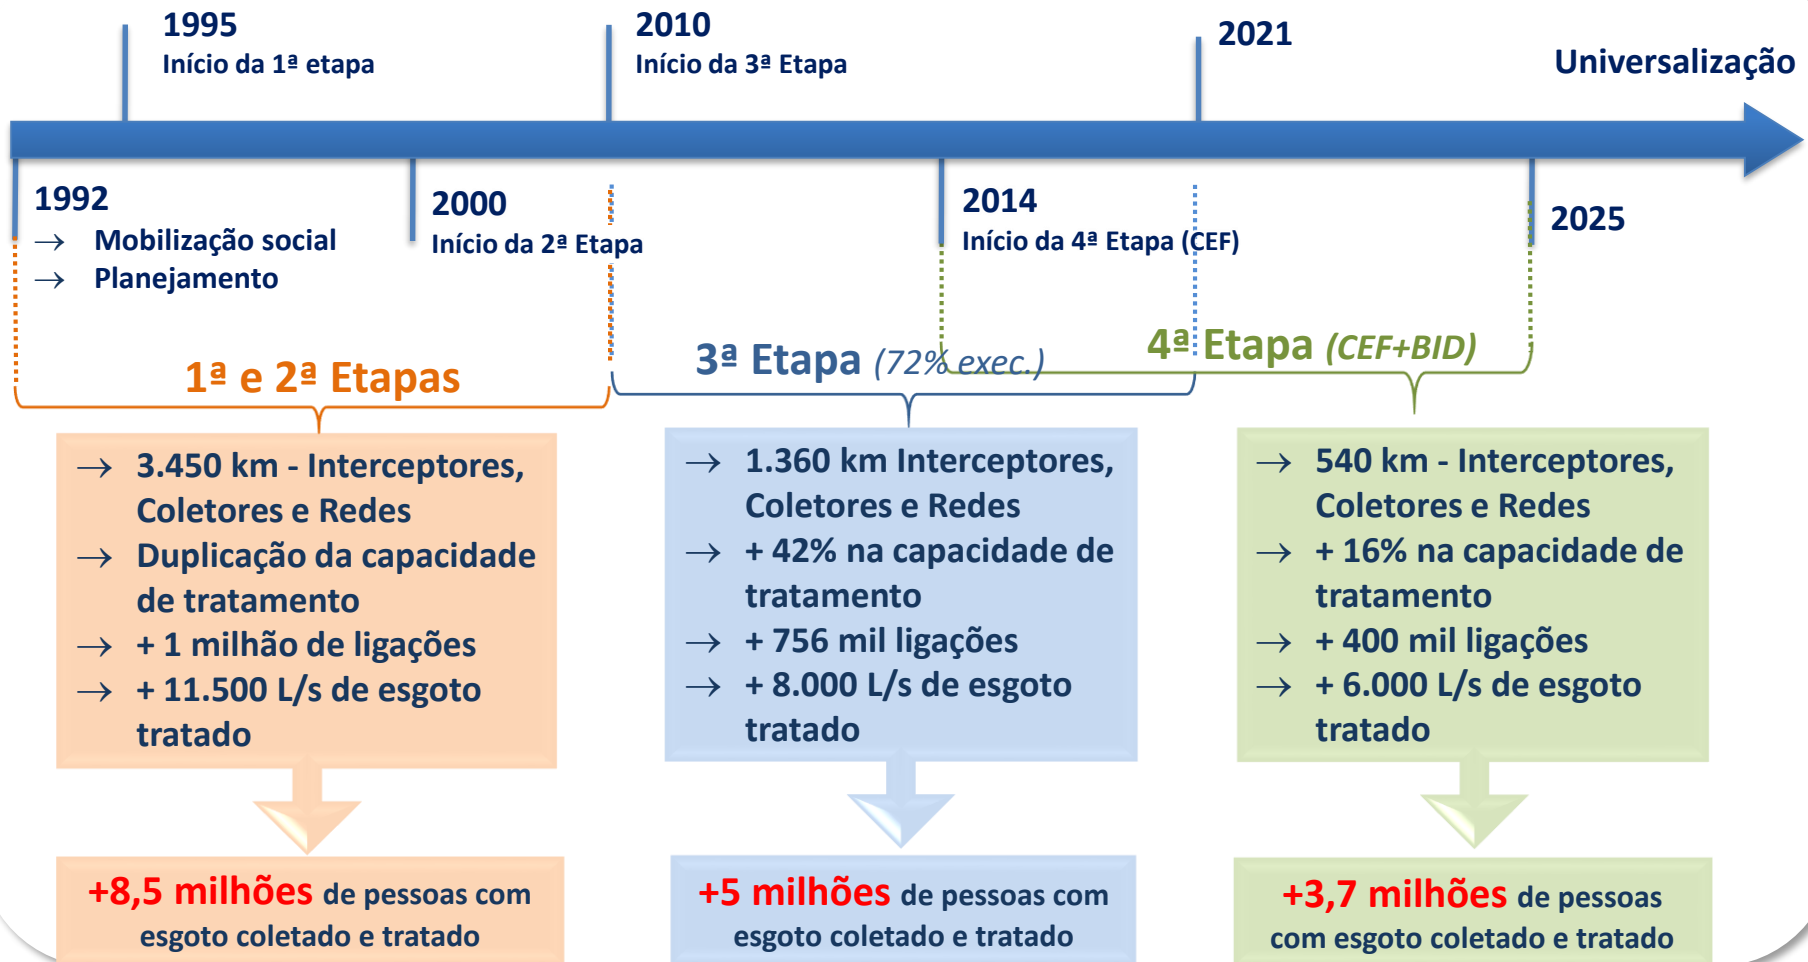 1995
Início da 1ª etapa
2010
Início da 3ª Etapa
2021
Universalização
1992
→ Mobilização social
→ Planejamento
2000
Início da 2ª Etapa
2014
Início da 4ª Etapa (CEF)
2025
1ª e 2ª Etapas
→ 3.450 km - Interceptores,
Coletores e Redes
→ Duplicação da capacidade
de tratamento
→ + 1 milhão de ligações
→ + 11.500 L/s de esgoto
tratado
+8,5 milhões de pessoas com
esgoto coletado e tratado
3ª Etapa (72% exec.)
→ 1.360 km Interceptores,
Coletores e Redes
→ + 42% na capacidade de
tratamento
→ + 756 mil ligações
→ + 8.000 L/s de esgoto
tratado
+5 milhões de pessoas com
esgoto coletado e tratado
4ª Etapa (CEF+BID)
→ 540 km - Interceptores,
Coletores e Redes
→ + 16% na capacidade de
tratamento
→ + 400 mil ligações
→ + 6.000 L/s de esgoto
tratado
+3,7 milhões de pessoas
com esgoto coletado e tratado